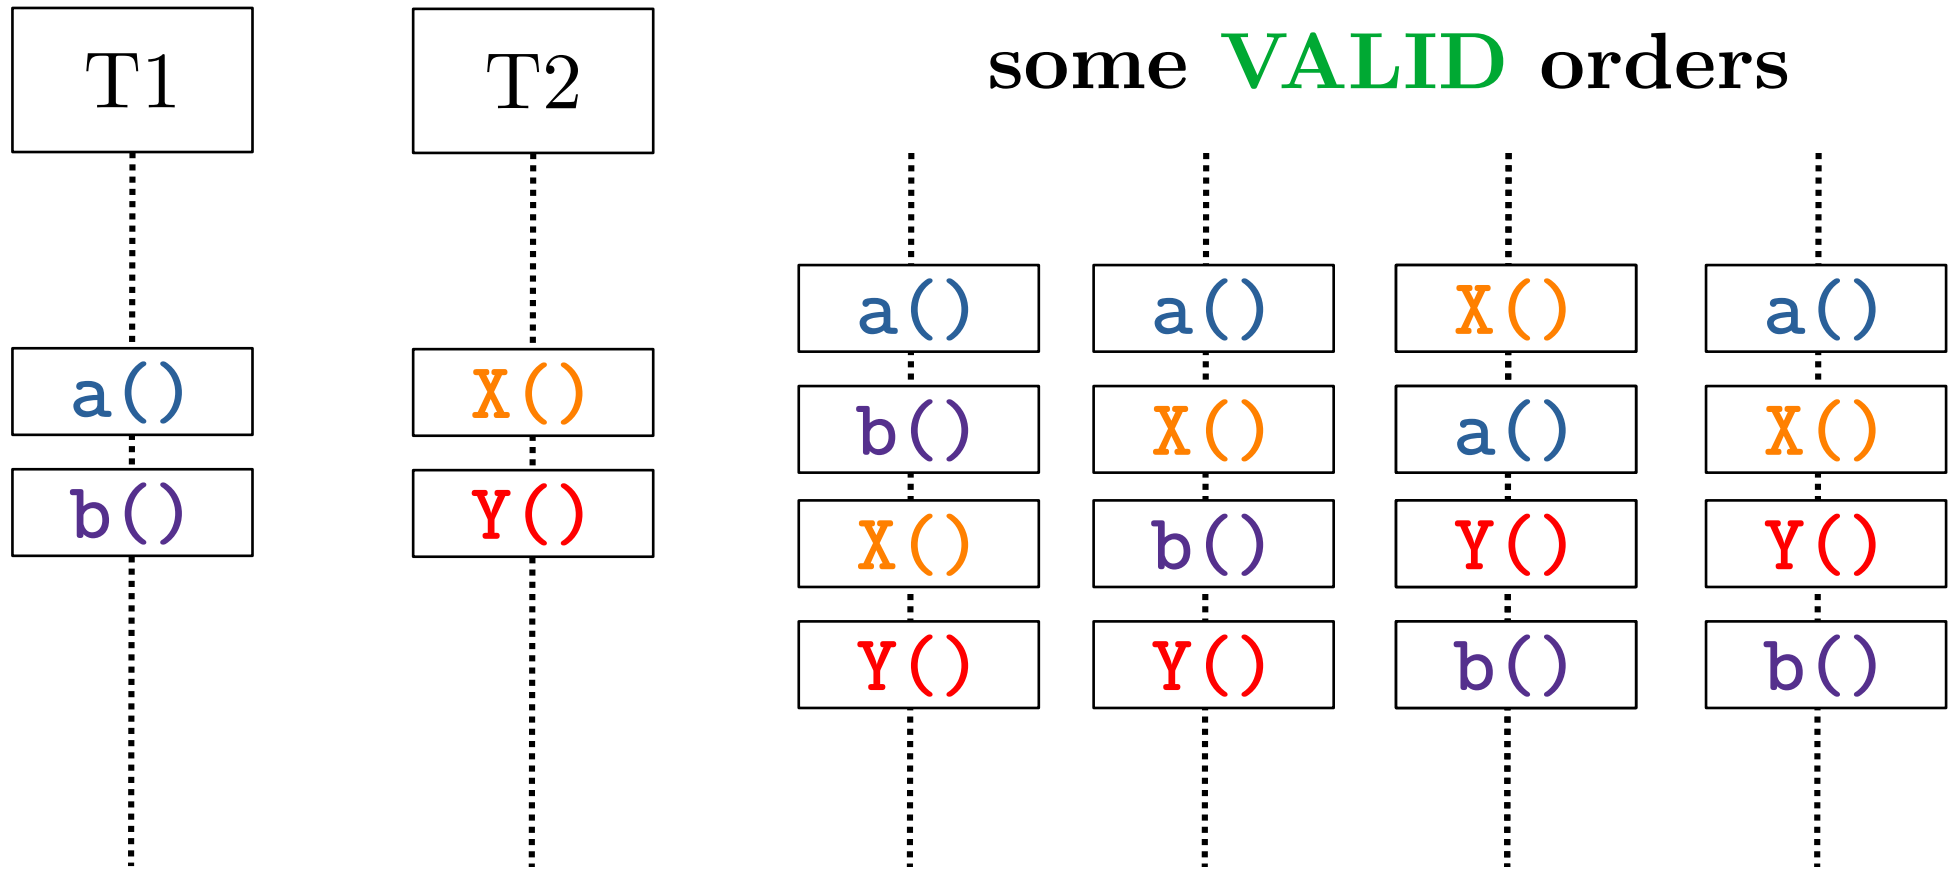 T1
T2
some VALID orders
a()
b()
X()
Y()
a()
b()
X()
Y()
a()
X()
b()
Y()
X()
a()
Y()
b()
a()
X()
Y()
b()